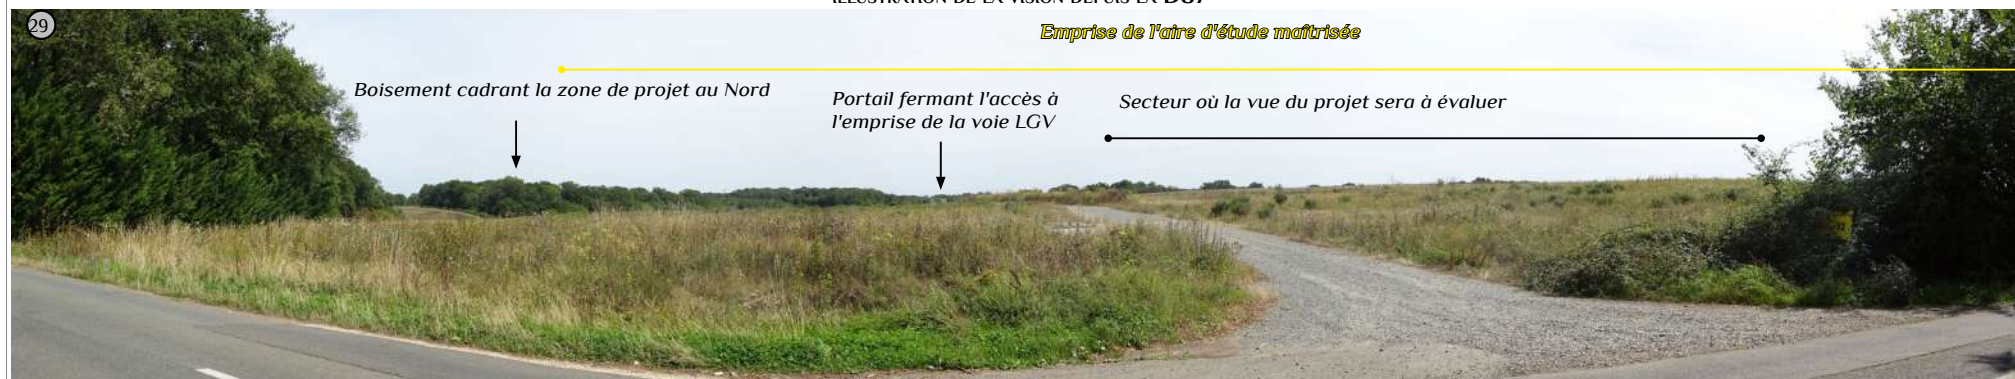 29
Emprise de l'aire d'étude maîtrisée
Boisement cadrant la zone de projet au Nord
Portail fermant l'accès à
l'emprise de la voie LGV
Secteur où la vue du projet sera à évaluer